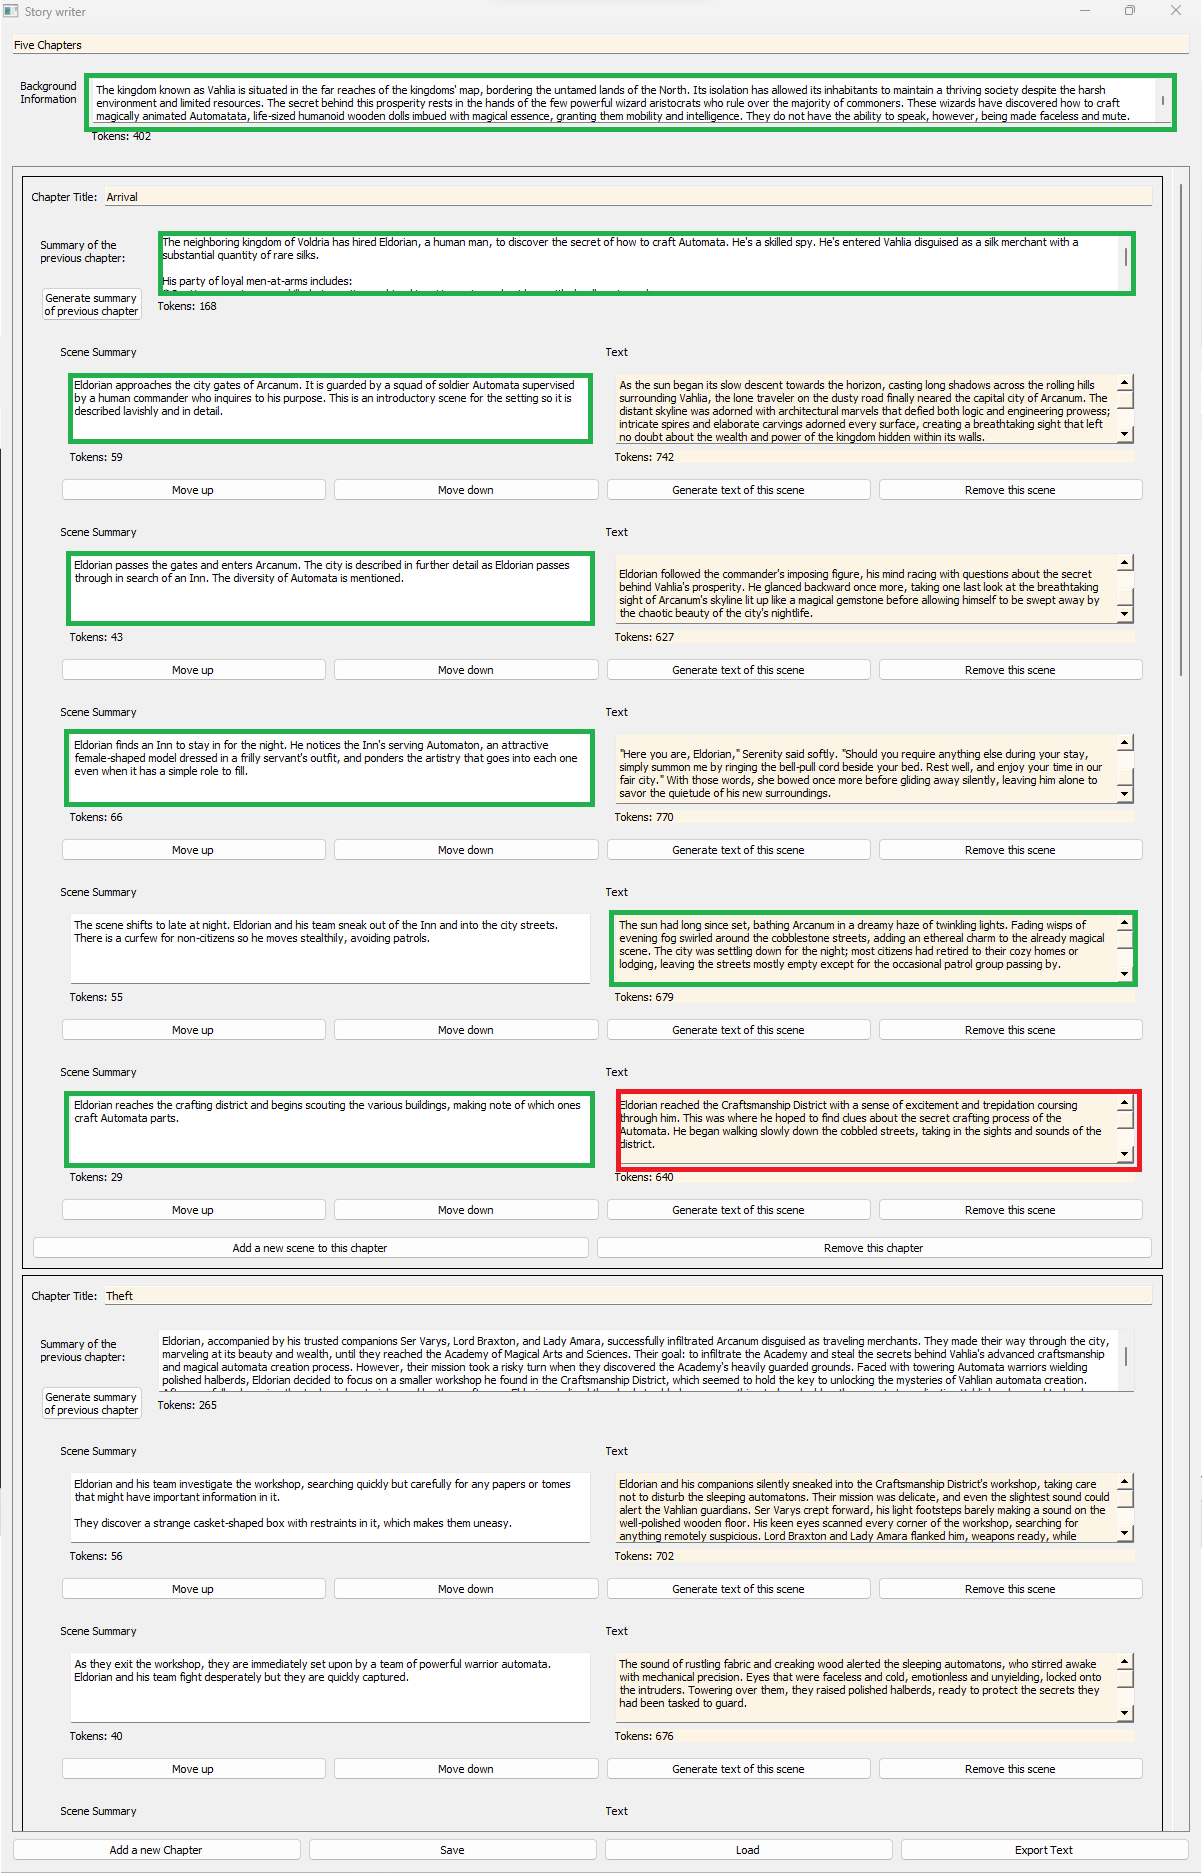 Story writer
Five Chapters
Background
Information
The kingdom known as Vahlia is situated in the far reaches of the kingdoms' map, bordering the untamed lands of the North. Its isolation has allowed its inhabitants to maintain a thriving society despite the harsh
environment and limited resources. The secret behind this prosperity rests in the hands of the few powerful wizard aristocrats who rule over the majority of commoners. These wizards have discovered how to craft
magically animated Automatata, life-sized humanoid wooden dolls imbued with magical essence, granting them mobility and intelligence. They do not have the ability to speak, however, being made faceless and mute.
Tokens: 402
Chapter Title: Arrival
Summary of the
previous chapter:
The neighboring kingdom of Voldria has hired Eldorian, a human man, to discover the secret of how to craft Automata. He's a skilled spy. He's entered Vahlia disguised as a silk merchant with a
substantial quantity of rare silks.
His party of loyal men-at-arms includes:
Generate summary
of previous chapter
Tokens: 168
Scene Summary
Text
Eldorian approaches the city gates of Arcanum. It is guarded by a squad of soldier Automata supervised
by a human commander who inquires to his purpose. This is an introductory scene for the setting so it is
described lavishly and in detail.
As the sun began its slow descent towards the horizon, casting long shadows across the rolling hills
surrounding Vahlia, the lone traveler on the dusty road finally neared the capital city of Arcanum. The
distant skyline was adorned with architectural marvels that defied both logic and engineering prowess;
intricate spires and elaborate carvings adorned every surface, creating a breathtaking sight that left
no doubt about the wealth and power of the kingdom hidden within its walls.
Tokens: 59
Tokens: 742
Move up
Move down
Generate text of this scene
Remove this scene
Scene Summary
Text
Eldorian passes the gates and enters Arcanum. The city is described in further detail as Eldorian passes
through in search of an Inn. The diversity of Automata is mentioned.
Eldorian followed the commander's imposing figure, his mind racing with questions about the secret
behind Vahlia's prosperity. He glanced backward once more, taking one last look at the breathtaking
sight of Arcanum's skyline lit up like a magical gemstone before allowing himself to be swept away by
the chaotic beauty of the city's nightlife.
Tokens: 43
Tokens: 627
Move up
Move down
Generate text of this scene
Remove this scene
Scene Summary
Text
Eldorian finds an Inn to stay in for the night. He notices the Inn's serving Automaton, an attractive
female-shaped model dressed in a frilly servant's outfit, and ponders the artistry that goes into each one
even when it has a simple role to fill.
"Here you are, Eldorian," Serenity said softly. "Should you require anything else during your stay,
simply summon me by ringing the bell-pull cord beside your bed. Rest well, and enjoy your time in our
fair city." With those words, she bowed once more before gliding away silently, leaving him alone to
savor the quietude of his new surroundings.
Tokens: 66
Tokens: 770
Move up
Move down
Generate text of this scene
Remove this scene
Scene Summary
Text
The scene shifts to late at night. Eldorian and his team sneak out of the Inn and into the city streets.
There is a curfew for non-citizens so he moves stealthily, avoiding patrols.
The sun had long since set, bathing Arcanum in a dreamy haze of twinkling lights. Fading wisps of
evening fog swirled around the cobblestone streets, adding an ethereal charm to the already magical
scene. The city was settling down for the night; most citizens had retired to their cozy homes or
lodging, leaving the streets mostly empty except for the occasional patrol group passing by.
Tokens: 55
Tokens: 679
Move up
Move down
Generate text of this scene
Remove this scene
Scene Summary
Text
Eldorian reaches the crafting district and begins scouting the various buildings, making note of which ones
craft Automata parts.
Eldorian reached the Craftsmanship District with a sense of excitement and trepidation coursing
through him. This was where he hoped to find clues about the secret crafting process of the
Automata. He began walking slowly down the cobbled streets, taking in the sights and sounds of the
district.
Tokens: 29
Tokens: 640
Move up
Move down
Generate text of this scene
Remove this scene
Add a new scene to this chapter
Remove this chapter
Chapter Title: Theft
Summary of the
previous chapter:
Eldorian, accompanied by his trusted companions Ser Varys, Lord Braxton, and Lady Amara, successfully infiltrated Arcanum disguised as traveling merchants. They made their way through the city,
marveling at its beauty and wealth, until they reached the Academy of Magical Arts and Sciences. Their goal: to infiltrate the Academy and steal the secrets behind Vahlia's advanced craftsmanship
and magical automata creation process. However, their mission took a risky turn when they discovered the Academy's heavily guarded grounds. Faced with towering Automata warriors wielding
polished halberds, Eldorian decided to focus on a smaller workshop he found in the Craftsmanship District, which seemed to hold the key to unlocking the mysteries of Vahlian automata creation.
Generate summary
of previous chapter
Tokens: 265
Scene Summary
Text
Eldorian and his team investigate the workshop, searching quickly but carefully for any papers or tomes
that might have important information in it.
They discover a strange casket-shaped box with restraints in it, which makes them uneasy.
Eldorian and his companions silently sneaked into the Craftsmanship District's workshop, taking care
not to disturb the sleeping automatons. Their mission was delicate, and even the slightest sound could
alert the Vahlian guardians. Ser Varys crept forward, his light footsteps barely making a sound on the
well-polished wooden floor. His keen eyes scanned every corner of the workshop, searching for
anything remotely suspicious. Lord Braxton and Lady Amara flanked him, weapons ready, while
Tokens: 56
Tokens: 702
Move up
Move down
Generate text of this scene
Remove this scene
Scene Summary
Text
As they exit the workshop, they are immediately set upon by a team of powerful warrior automata.
Eldorian and his team fight desperately but they are quickly captured.
The sound of rustling fabric and creaking wood alerted the sleeping automatons, who stirred awake
with mechanical precision. Eyes that were faceless and cold, emotionless and unyielding, locked onto
the intruders. Towering over them, they raised polished halberds, ready to protect the secrets they
had been tasked to guard.
Tokens: 40
Tokens: 676
Move up
Move down
Generate text of this scene
Remove this scene
Scene Summary
Text
Add a new Chapter
Save
Load
Export Text